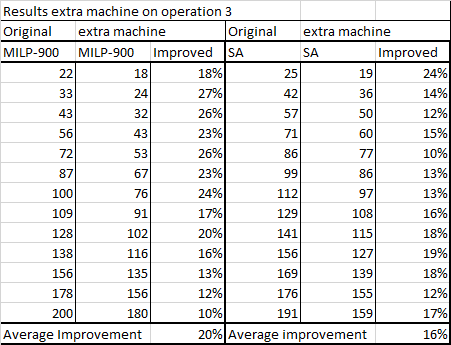 Results extra machine on operation 3
Original extra machine Original extra machine
MILP-900 MILP-900 Improved SA SA Improved
22 18 18% 25 19 24%
33 24 27% 42 36 14%
43 32 26% 57 50 12%
56 43 23% 71 60 15%
72 53 26% 86 77 10%
87 67 23% 99 86 13%
100 76 24% 112 97 13%
109 91 17% 129 108 16%
128 102 20% 141 115 18%
138 116 16% 156 127 19%
156 135 13% 169 139 18%
178 156 12% 176 155 12%
200 180 10% 191 159 17%
Average Improvement 20% Average improvement 16%